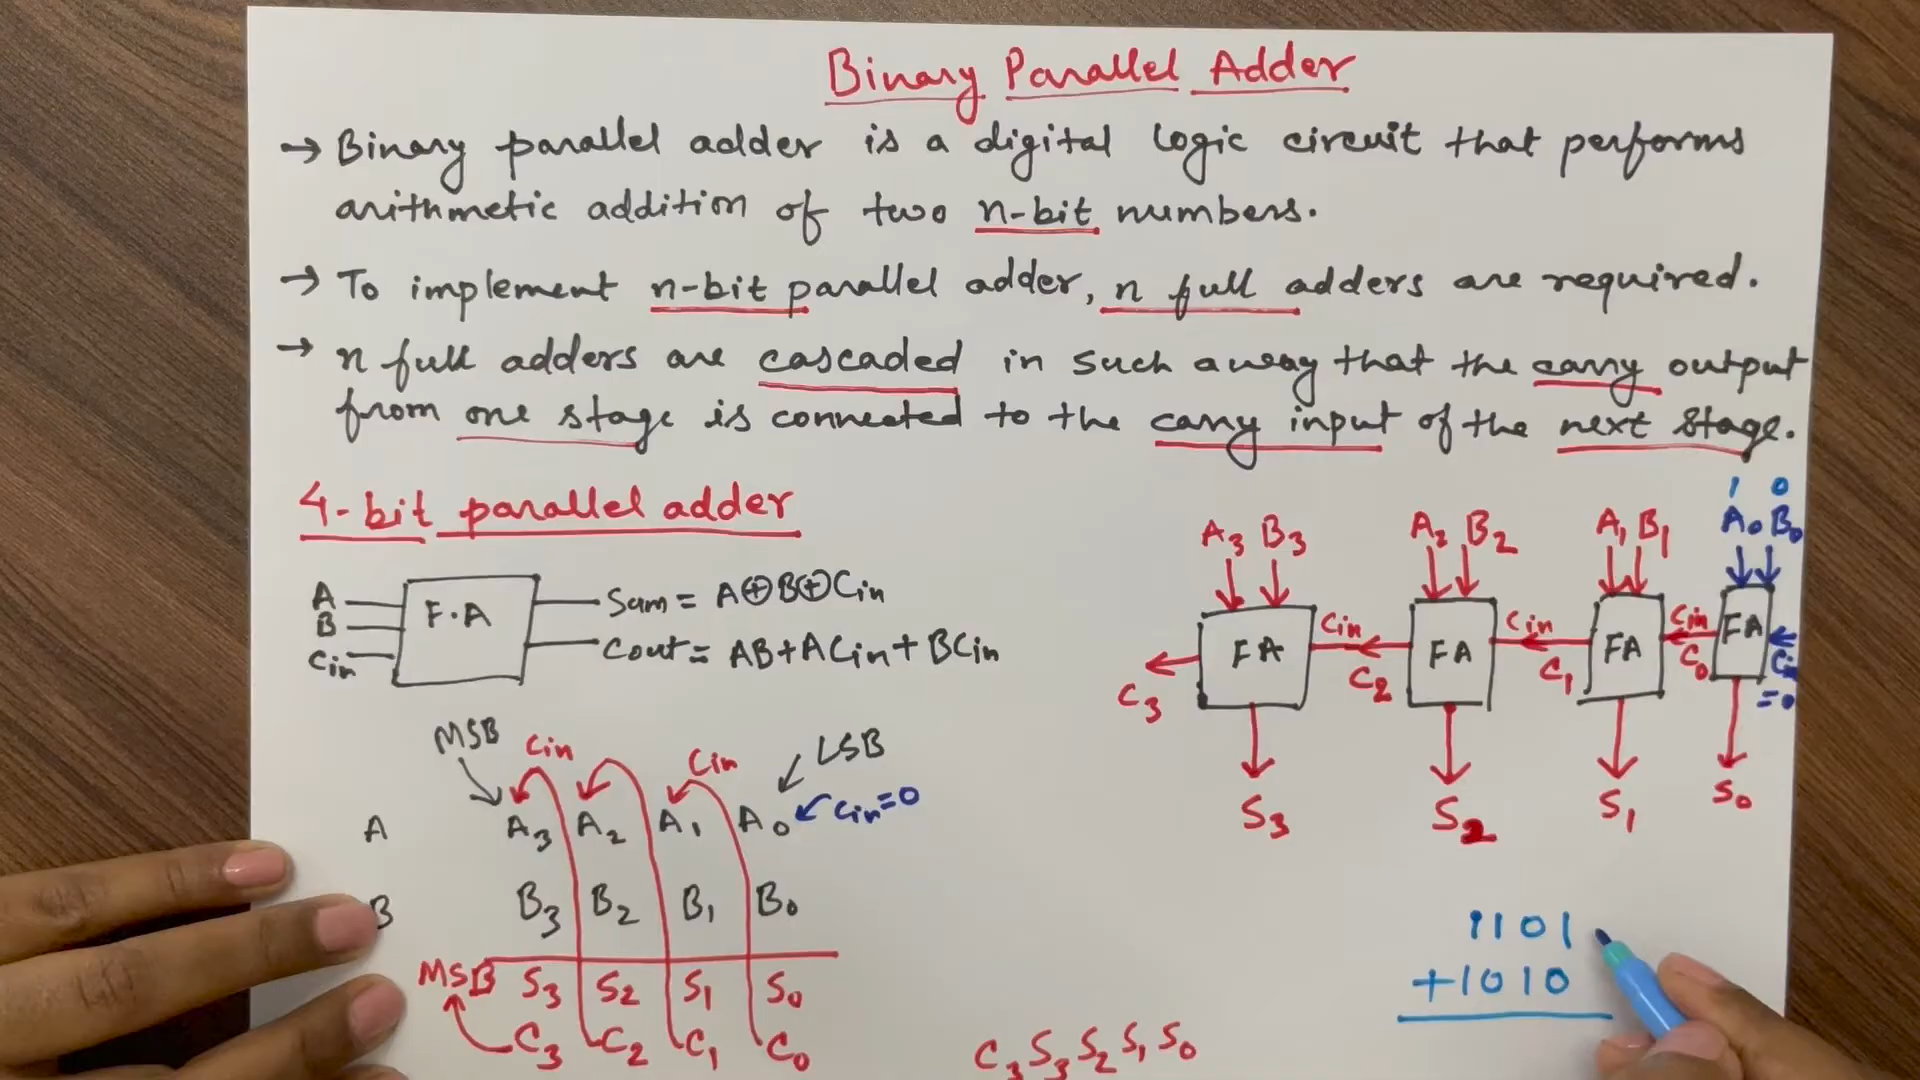 Binary Parallel Adder
→ Binary parallel adder is a digital logic circuit that performs
arithmetic addition of two n-bit numbers.
→ To implement n-bit parallel adder, n full adders are required.
→ n full adders are cascaded in such a way that the carry output
from one stage is connected to the carry input of the next stage.
4-bit parallel adder
A
B
Cin
F.A
Sum = A⊕B⊕Cin
Cout = AB+ACin+BCin
1 0
A₃ B₃ A₂ B₂ A₁ B₁ A₀ B₀
FA Cin FA Cin FA Cin FA
C₃ C₂ C₁ C₀ Cin
=0
S₃ S₂ S₁ S₀
MSB Cin Cin LSB
A A₃ A₂ A₁ A₀ Cin=0
B B₃ B₂ B₁ B₀
MSB S₃ S₂ S₁ S₀
C₃ C₂ C₁ C₀
C₃ S₃ S₂ S₁ S₀
1101
+1010